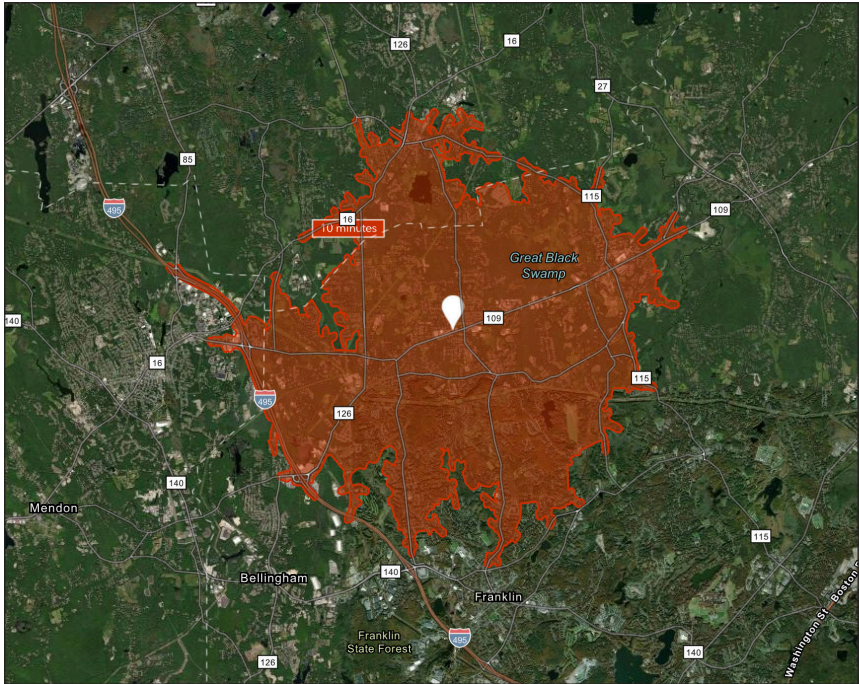 126
16
27
85
115
495
16
109
10 minutes
Great Black
Swamp
109
140
16
115
495
126
140
Mendon
115
140
Bellingham
Franklin
Franklin
State Forest
495
140
126
Washington St
Boston